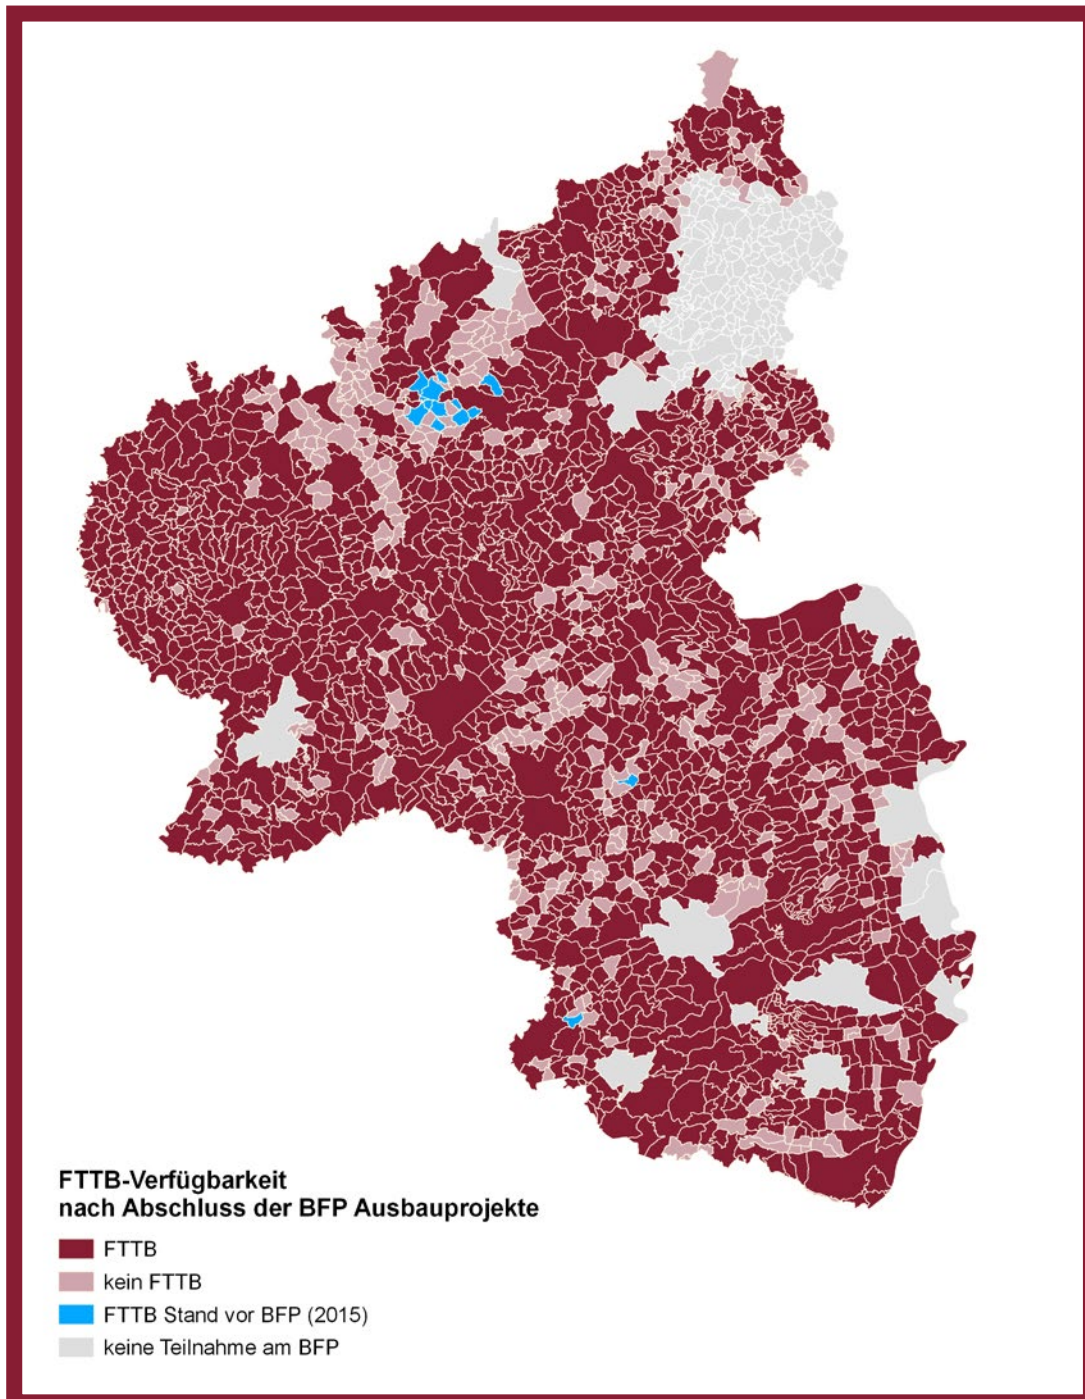 FTTB-Verfügbarkeit
nach Abschluss der BFP Ausbauprojekte
FTTB
kein FTTB
FTTB Stand vor BFP (2015)
keine Teilnahme am BFP